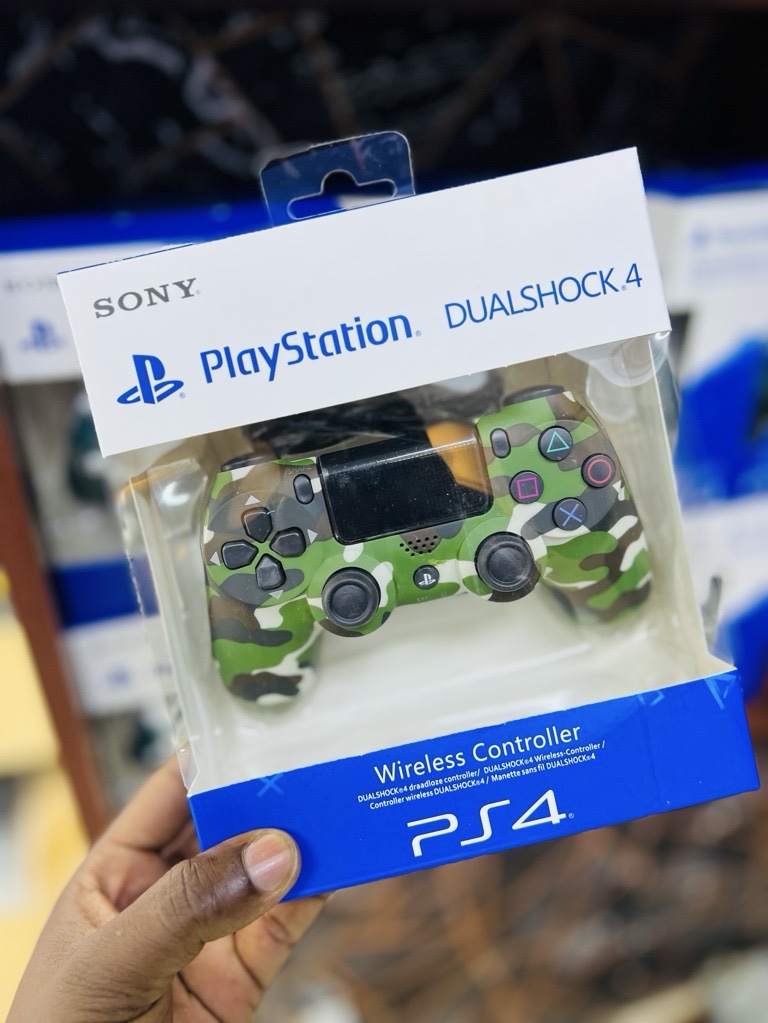 SONY
PlayStation® DUALSHOCK®4
Wireless Controller
DUALSHOCK®4 draadloze controller/ DUALSHOCK®4 Wireless-Controller /
Controller wireless DUALSHOCK®4 / Manette sans fil DUALSHOCK®4
PS4®